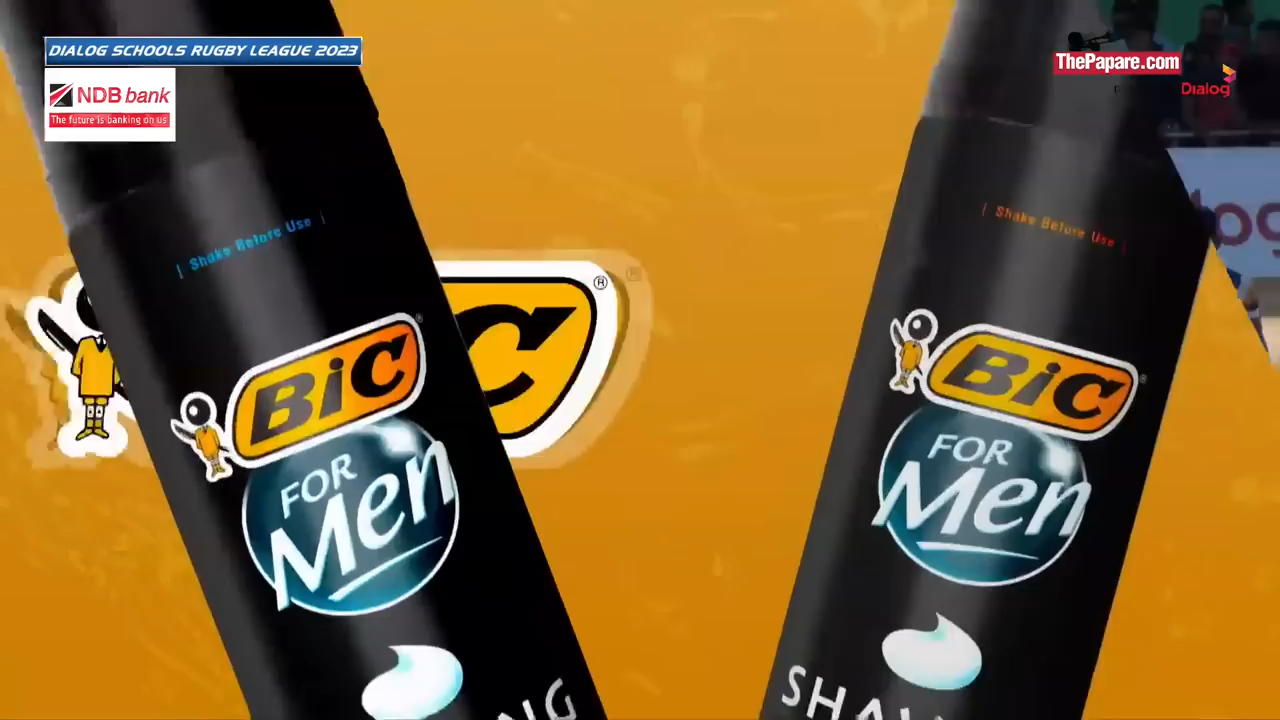 DIALOG SCHOOLS RUGBY LEAGUE 2023
NDB bank
The future is banking on us
ThePapare.com
Dialog
| Shake Before Use |
BiC
®
FOR
Men
| Shake Before Use |
BiC
®
FOR
Men
®